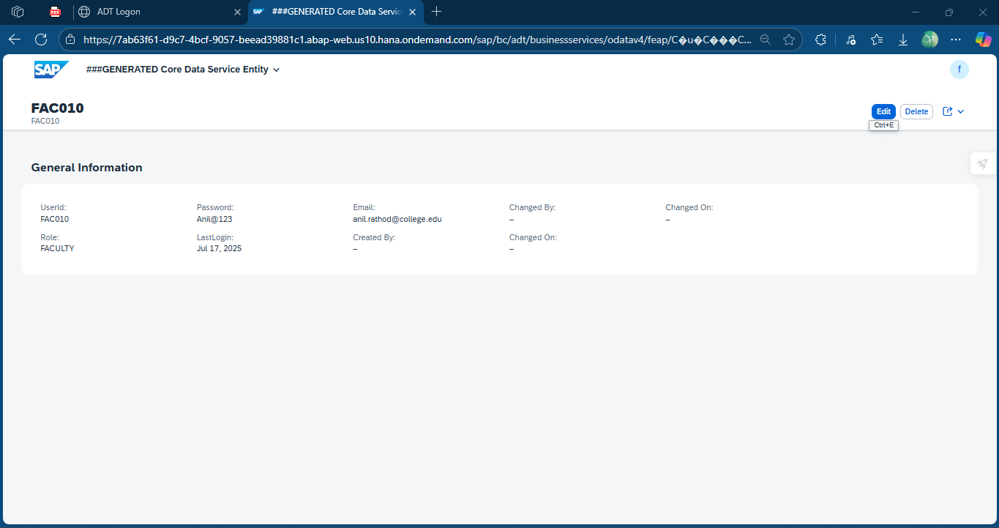 PDF
ADT Logon
SAP
###GENERATED Core Data Servic
https://7ab63f61-d9c7-4bcf-9057-beead39881c1.abap-web.us10.hana.ondemand.com/sap/bc/adt/businessservices/odatav4/feap/C�u�C���C...
SAP
###GENERATED Core Data Service Entity
f
FAC010
FAC010
Edit
Delete
Ctrl+E
General Information
UserId: Password: Email: Changed By: Changed On:
FAC010 Anil@123 anil.rathod@college.edu – –
Role: LastLogin: Created By: Changed On:
FACULTY Jul 17, 2025 – –